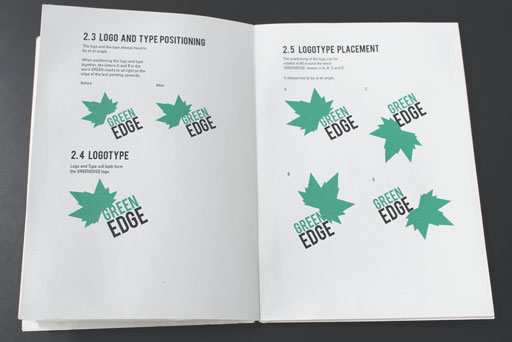 2.3 LOGO AND TYPE POSITIONING
The logo and the type always have to
be at an angle.
When positioning the logo and type
together, the letters E and R in the
word GREEN needs to sit right on the
edge of the leaf pointing upwards.
Before
After
GREEN
EDGE
GREEN
EDGE
2.4 LOGOTYPE
Logo and Type will both form
the GREENEDGE logo.
GREEN
EDGE
2.5 LOGOTYPE PLACEMENT
The positioning of the logo can be
rotated all around the word
'GREENEDGE' shown in A, B, C and D.
It always has to be at an angle.
A
GREEN
EDGE
C
GREEN
EDGE
B
GREEN
EDGE
D
GREEN
EDGE